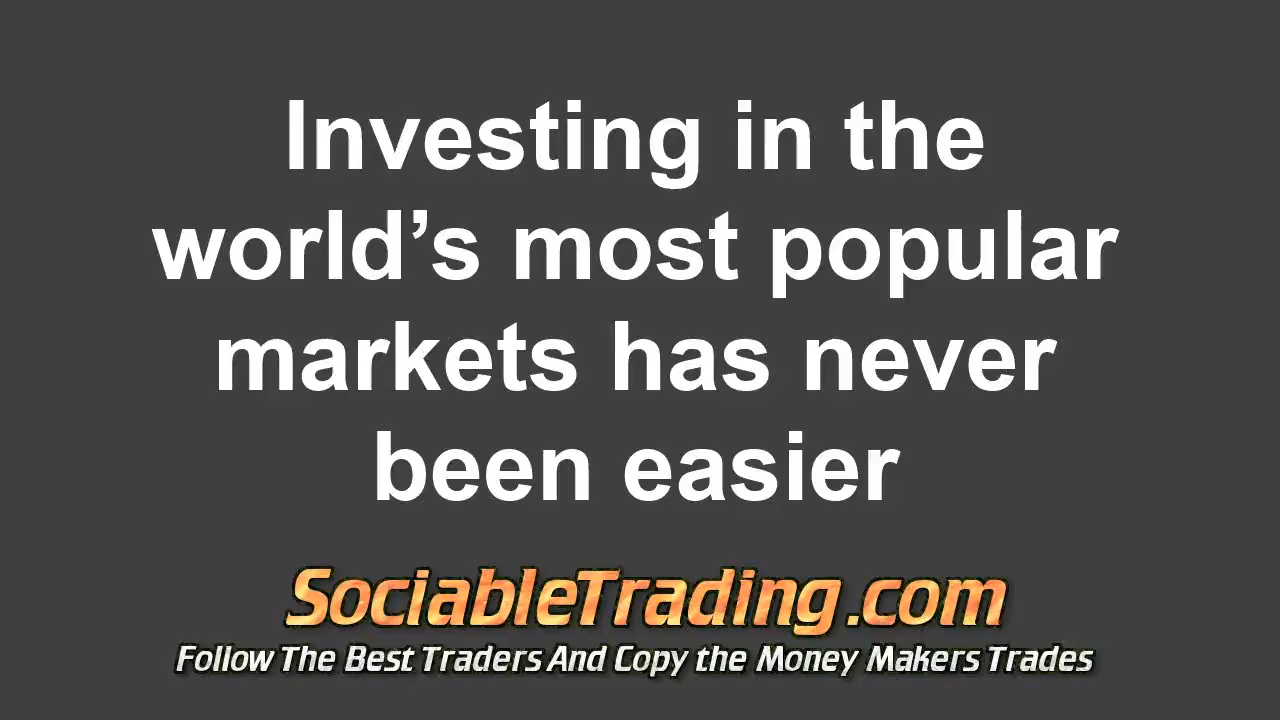 Investing in the
world’s most popular
markets has never
been easier
SociableTrading.com
Follow The Best Traders And Copy the Money Makers Trades